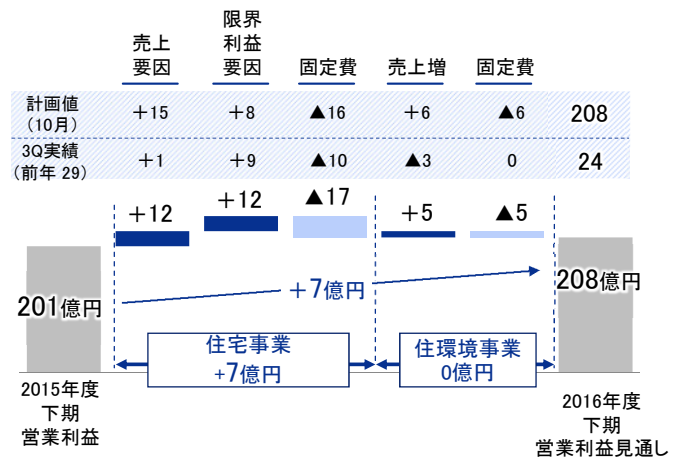 売上
要因
限界
利益
要因
固定費
売上増
固定費
計画値
（10月）
+15
+8
▲16
+6
▲6
208
3Q実績
（前年 29）
+1
+9
▲10
▲3
0
24
+12
+12
▲17
+5
▲5
201億円
+7億円
208億円
住宅事業
+7億円
住環境事業
0億円
2015年度
下期
営業利益
2016年度
下期
営業利益見通し